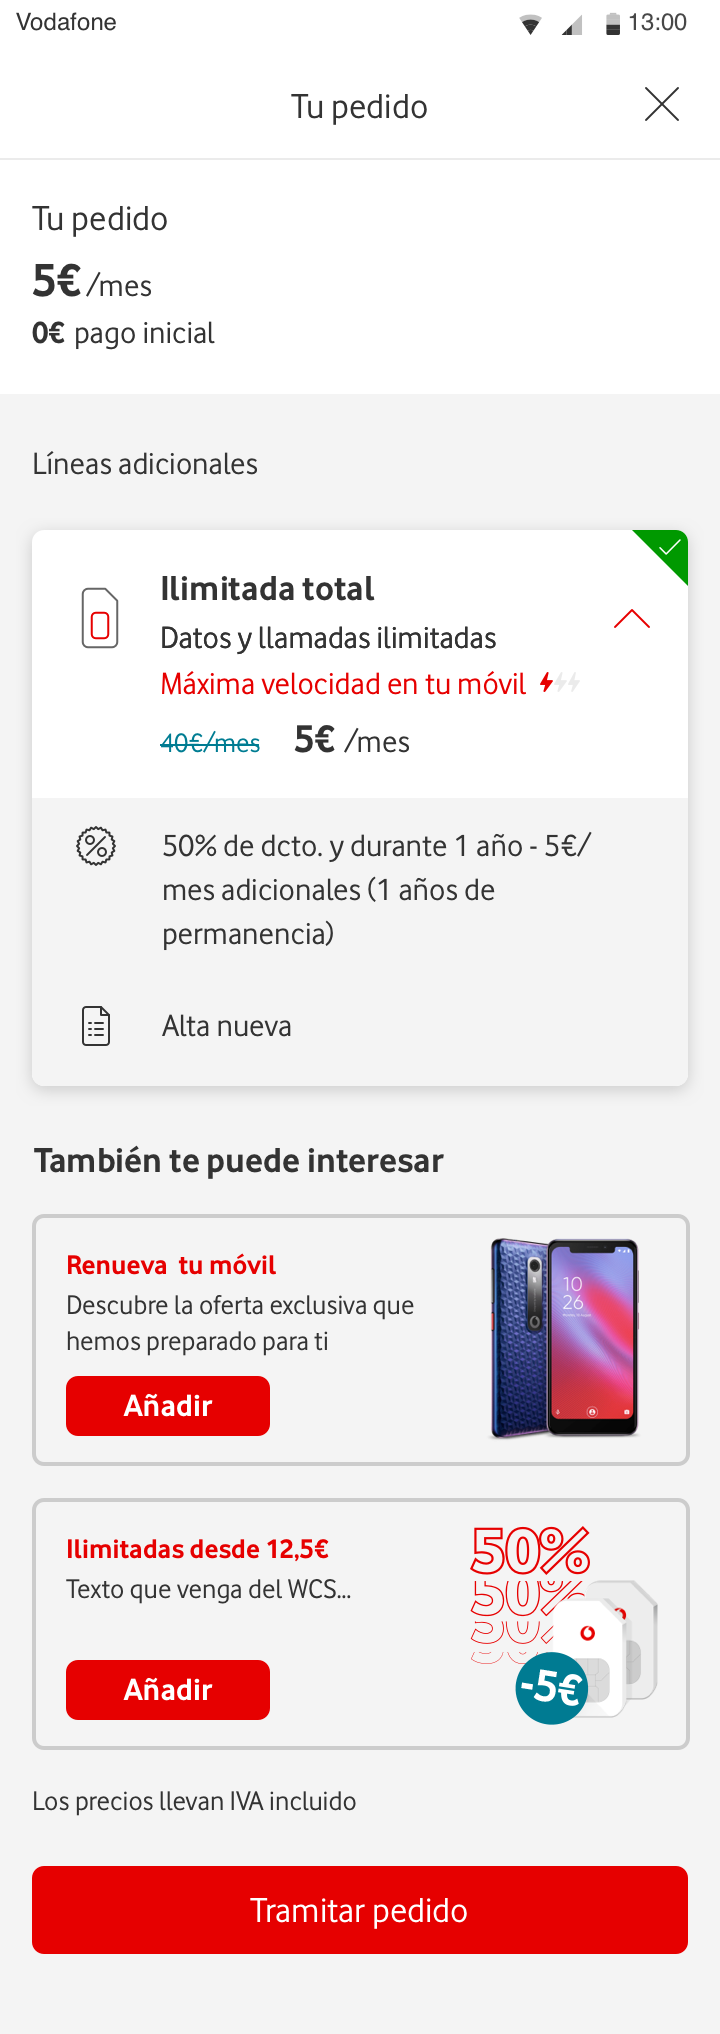 Vodafone
13:00
Tu pedido
Tu pedido
5€ /mes
0€ pago inicial
Líneas adicionales
Ilimitada total
Datos y llamadas ilimitadas
Máxima velocidad en tu móvil
40€/mes 5€ /mes
50% de dcto. y durante 1 año - 5€/
mes adicionales (1 años de
permanencia)
Alta nueva
También te puede interesar
Renueva tu móvil
Descubre la oferta exclusiva que
hemos preparado para ti
Añadir
10
26
Ilimitadas desde 12,5€
Texto que venga del WCS...
Añadir
50%
50%
50%
50%
-5€
Los precios llevan IVA incluido
Tramitar pedido